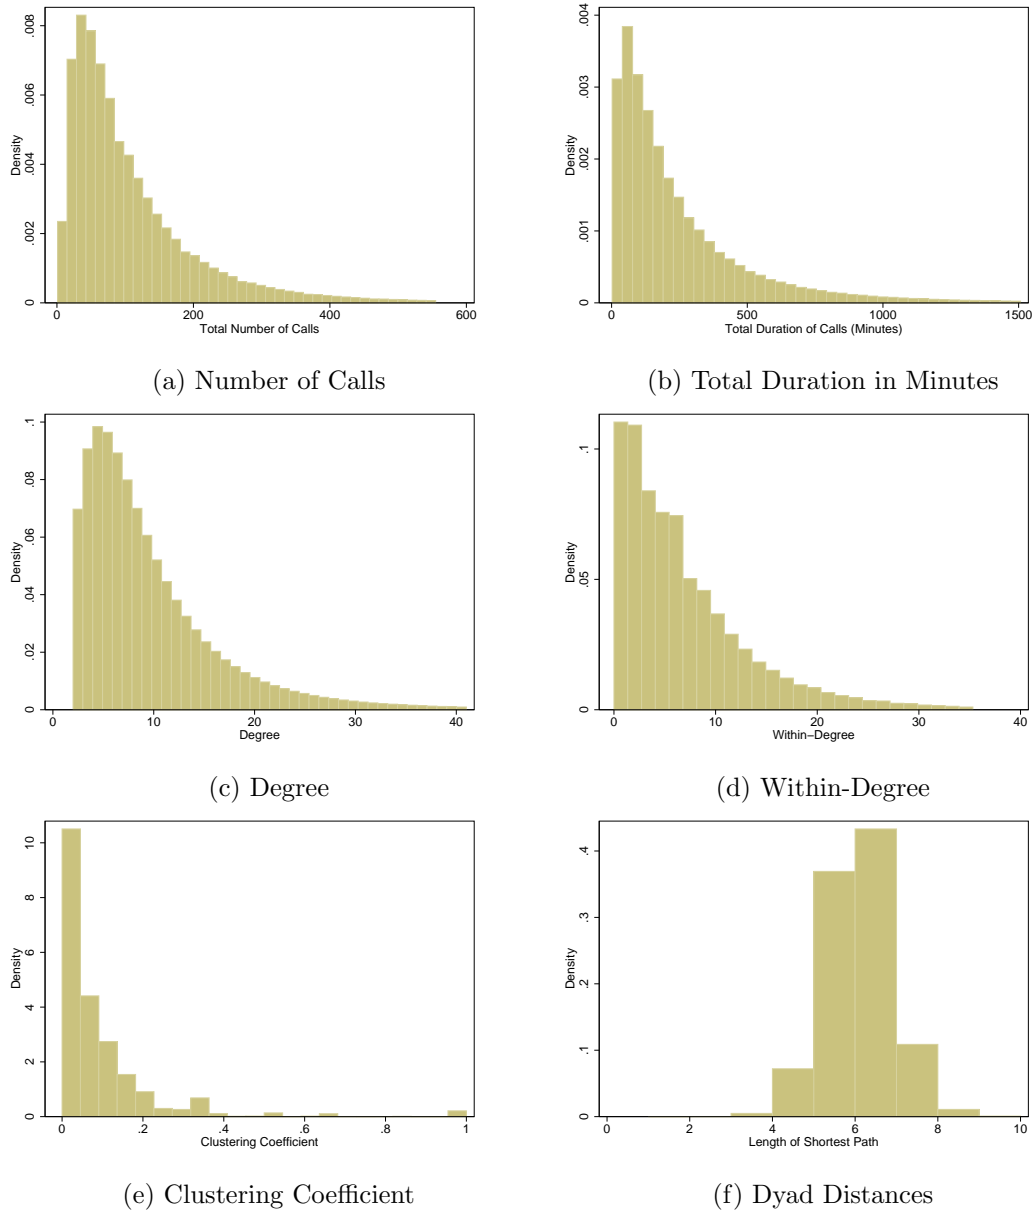 Density
0 .002 .004 .006 .008
0 200 400 600
Total Number of Calls
(a) Number of Calls
Density
0 .001 .002 .003 .004
0 500 1000 1500
Total Duration of Calls (Minutes)
(b) Total Duration in Minutes
Density
0 .02 .04 .06 .08 .1
0 10 20 30 40
Degree
(c) Degree
Density
0 .05 .1
0 10 20 30 40
Within−Degree
(d) Within-Degree
Density
0 2 4 6 8 10
0 .2 .4 .6 .8 1
Clustering Coefficient
(e) Clustering Coefficient
Density
0 .1 .2 .3 .4
0 2 4 6 8 10
Length of Shortest Path
(f) Dyad Distances